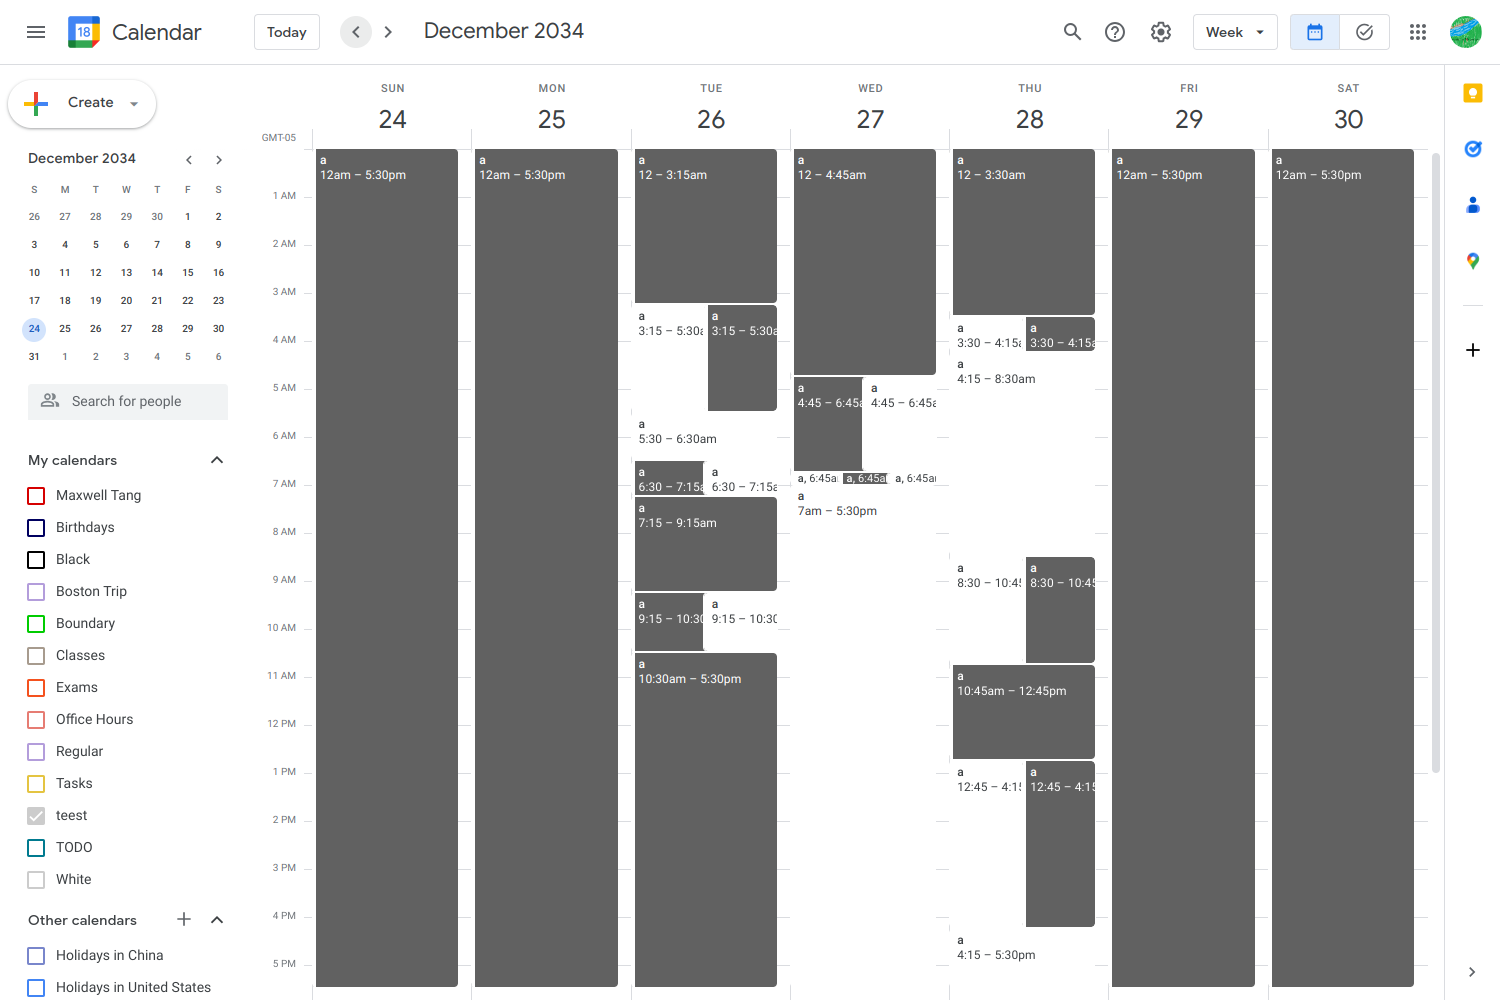 18 Calendar Today December 2034 Week
Create
December 2034
S M T W T F S
26 27 28 29 30 1 2
3 4 5 6 7 8 9
10 11 12 13 14 15 16
17 18 19 20 21 22 23
24 25 26 27 28 29 30
31 1 2 3 4 5 6
Search for people
My calendars
Maxwell Tang
Birthdays
Black
Boston Trip
Boundary
Classes
Exams
Office Hours
Regular
Tasks
teest
TODO
White
Other calendars
Holidays in China
Holidays in United States
SUN MON TUE WED THU FRI SAT
24 25 26 27 28 29 30
GMT-05
1 AM
2 AM
3 AM
4 AM
5 AM
6 AM
7 AM
8 AM
9 AM
10 AM
11 AM
12 PM
1 PM
2 PM
3 PM
4 PM
5 PM
a
12am – 5:30pm
a
12am – 5:30pm
a
12 – 3:15am
a
3:15 – 5:30a
a
3:15 – 5:30a
a
5:30 – 6:30am
a
6:30 – 7:15a
a
6:30 – 7:15a
a
7:15 – 9:15am
a
9:15 – 10:30
a
9:15 – 10:30
a
10:30am – 5:30pm
a
12 – 4:45am
a
4:45 – 6:45a
a
4:45 – 6:45a
a, 6:45a
a, 6:45a
a, 6:45a
a
7am – 5:30pm
a
12 – 3:30am
a
3:30 – 4:15a
a
3:30 – 4:15a
a
4:15 – 8:30am
a
8:30 – 10:45
a
8:30 – 10:45
a
10:45am – 12:45pm
a
12:45 – 4:15
a
12:45 – 4:15
a
4:15 – 5:30pm
a
12am – 5:30pm
a
12am – 5:30pm